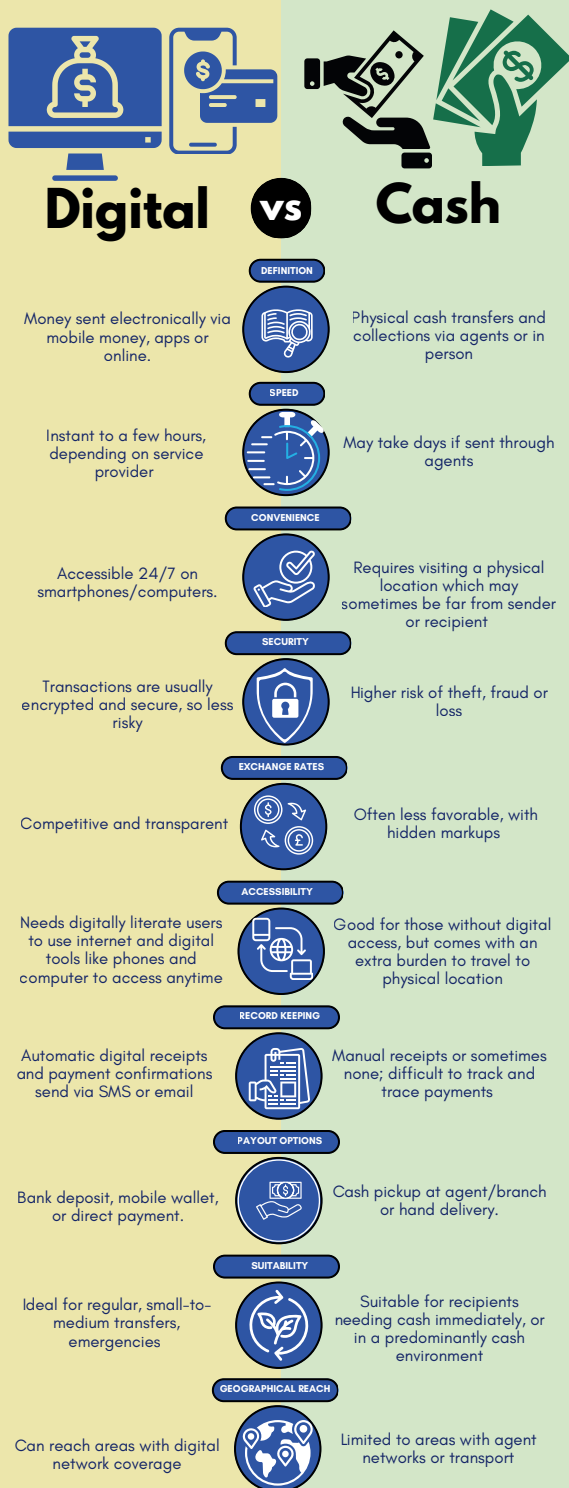 Digital
vs
Cash
DEFINITION
Money sent electronically via
mobile money, apps or
online.
Physical cash transfers and
collections via agents or in
person
SPEED
Instant to a few hours,
depending on service
provider
May take days if sent through
agents
CONVENIENCE
Accessible 24/7 on
smartphones/computers.
Requires visiting a physical
location which may
sometimes be far from sender
or recipient
SECURITY
Transactions are usually
encrypted and secure, so less
risky
Higher risk of theft, fraud or
loss
EXCHANGE RATES
Competitive and transparent
Often less favorable, with
hidden markups
ACCESSIBILITY
Needs digitally literate users
to use internet and digital
tools like phones and
computer to access anytime
Good for those without digital
access, but comes with an
extra burden to travel to
physical location
RECORD KEEPING
Automatic digital receipts
and payment confirmations
send via SMS or email
Manual receipts or sometimes
none; difficult to track and
trace payments
PAYOUT OPTIONS
Bank deposit, mobile wallet,
or direct payment.
Cash pickup at agent/branch
or hand delivery.
SUITABILITY
Ideal for regular, small-to-
medium transfers,
emergencies
Suitable for recipients
needing cash immediately, or
in a predominantly cash
environment
GEOGRAPHICAL REACH
Can reach areas with digital
network coverage
Limited to areas with agent
networks or transport